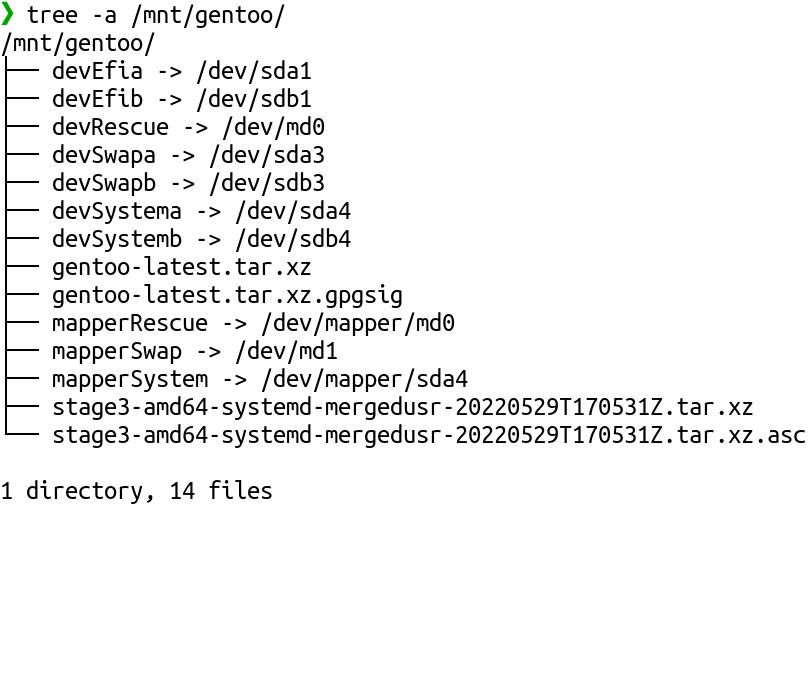 ❯ tree -a /mnt/gentoo/
/mnt/gentoo/
├── devEfia -> /dev/sda1
├── devEfib -> /dev/sdb1
├── devRescue -> /dev/md0
├── devSwapa -> /dev/sda3
├── devSwapb -> /dev/sdb3
├── devSystema -> /dev/sda4
├── devSystemb -> /dev/sdb4
├── gentoo-latest.tar.xz
├── gentoo-latest.tar.xz.gpgsig
├── mapperRescue -> /dev/mapper/md0
├── mapperSwap -> /dev/md1
├── mapperSystem -> /dev/mapper/sda4
├── stage3-amd64-systemd-mergedusr-20220529T170531Z.tar.xz
└── stage3-amd64-systemd-mergedusr-20220529T170531Z.tar.xz.asc

1 directory, 14 files